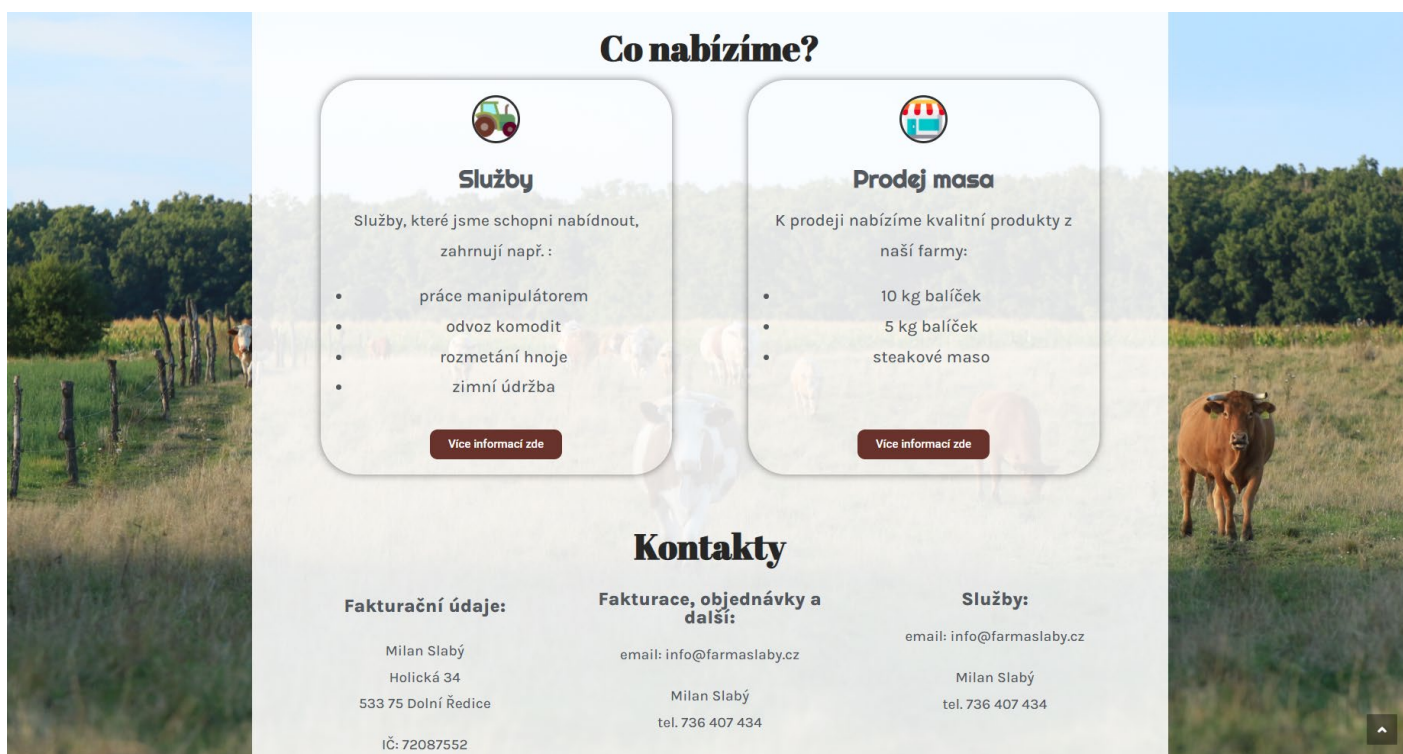 Co nabízíme?
Služby
Služby, které jsme schopni nabídnout,
zahrnují např. :
práce manipulátorem
odvoz komodit
rozmetání hnoje
zimní údržba
Více informací zde
Prodej masa
K prodeji nabízíme kvalitní produkty z
naší farmy:
10 kg balíček
5 kg balíček
steakové maso
Více informací zde
Kontakty
Fakturační údaje:
Milan Slabý
Holická 34
533 75 Dolní Ředice
IČ: 72087552
Fakturace, objednávky a
další:
email: info@farmaslaby.cz
Milan Slabý
tel. 736 407 434
Služby:
email: info@farmaslaby.cz
Milan Slabý
tel. 736 407 434